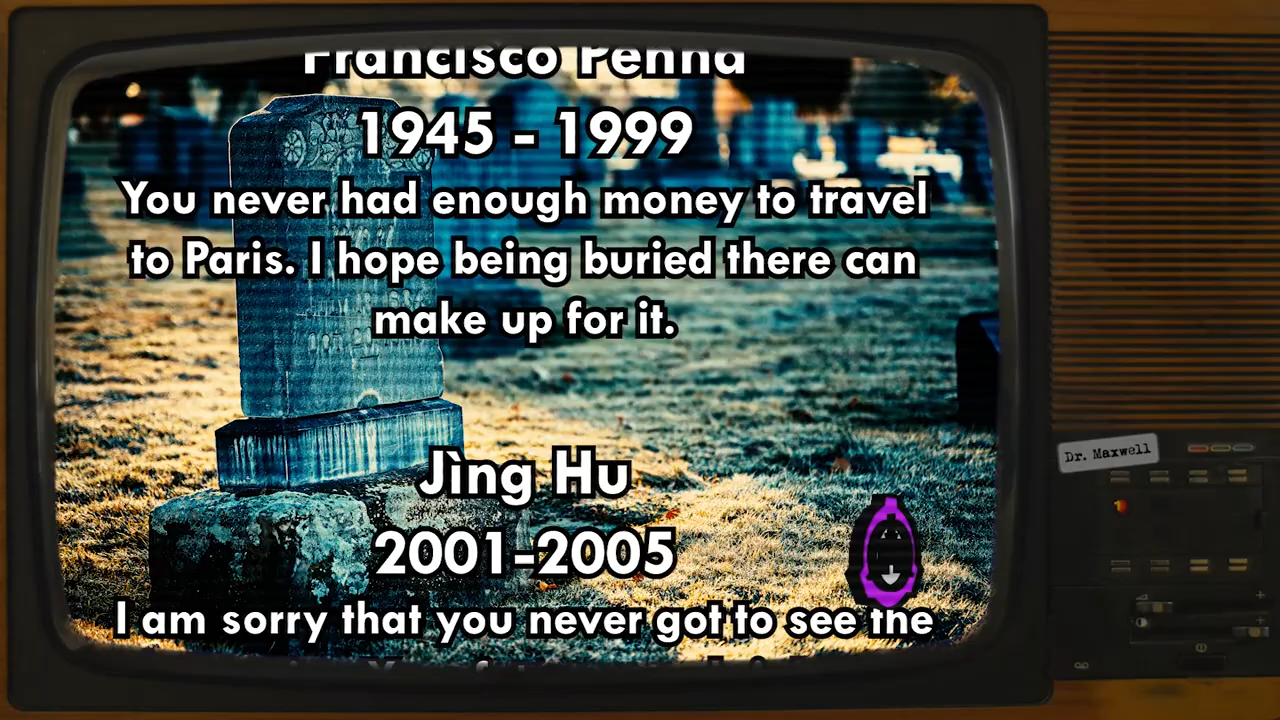 Francisco Penna
1945 - 1999
You never had enough money to travel
to Paris. I hope being buried there can
make up for it.
Jìng Hu
2001-2005
I am sorry that you never got to see the
Dr. Maxwell